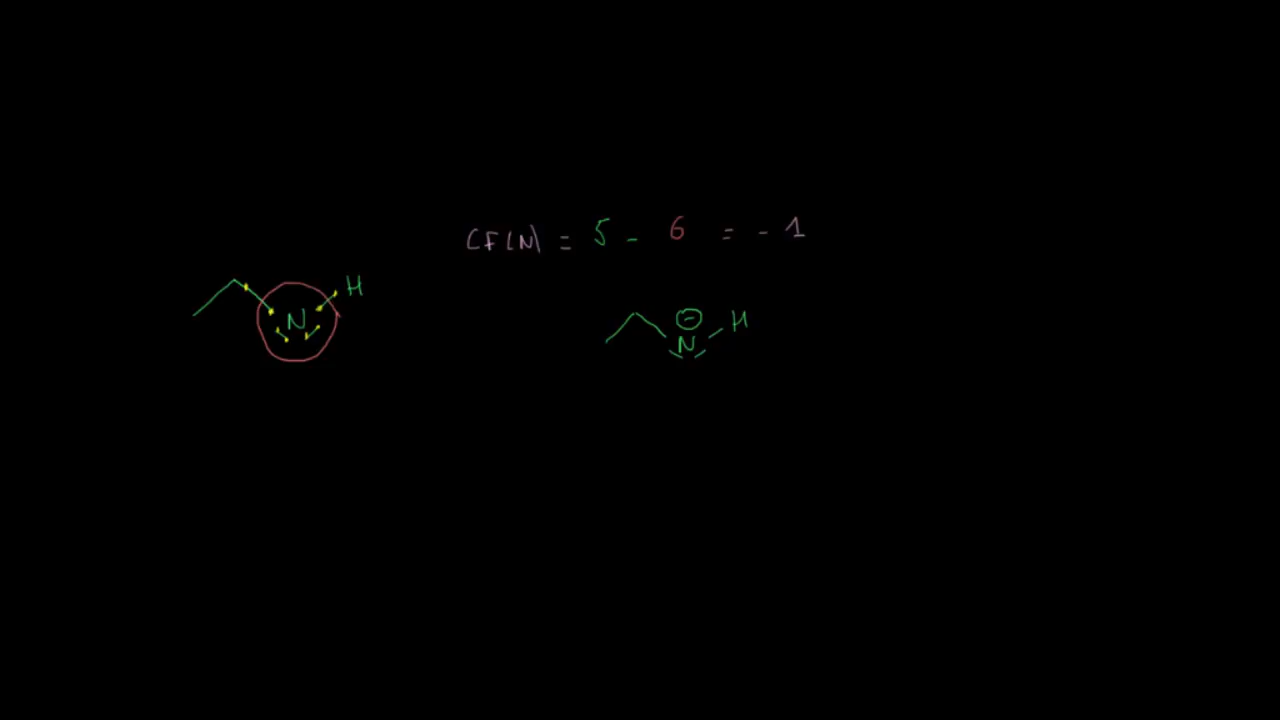 CF(N) = 5 - 6 = - 1
H
N
⊖ H
N